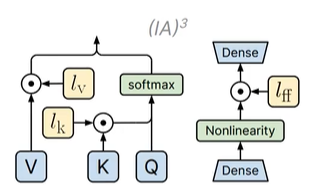 (IA)³
Dense
l_v
softmax
l_ff
l_k
Nonlinearity
V
K
Q
Dense